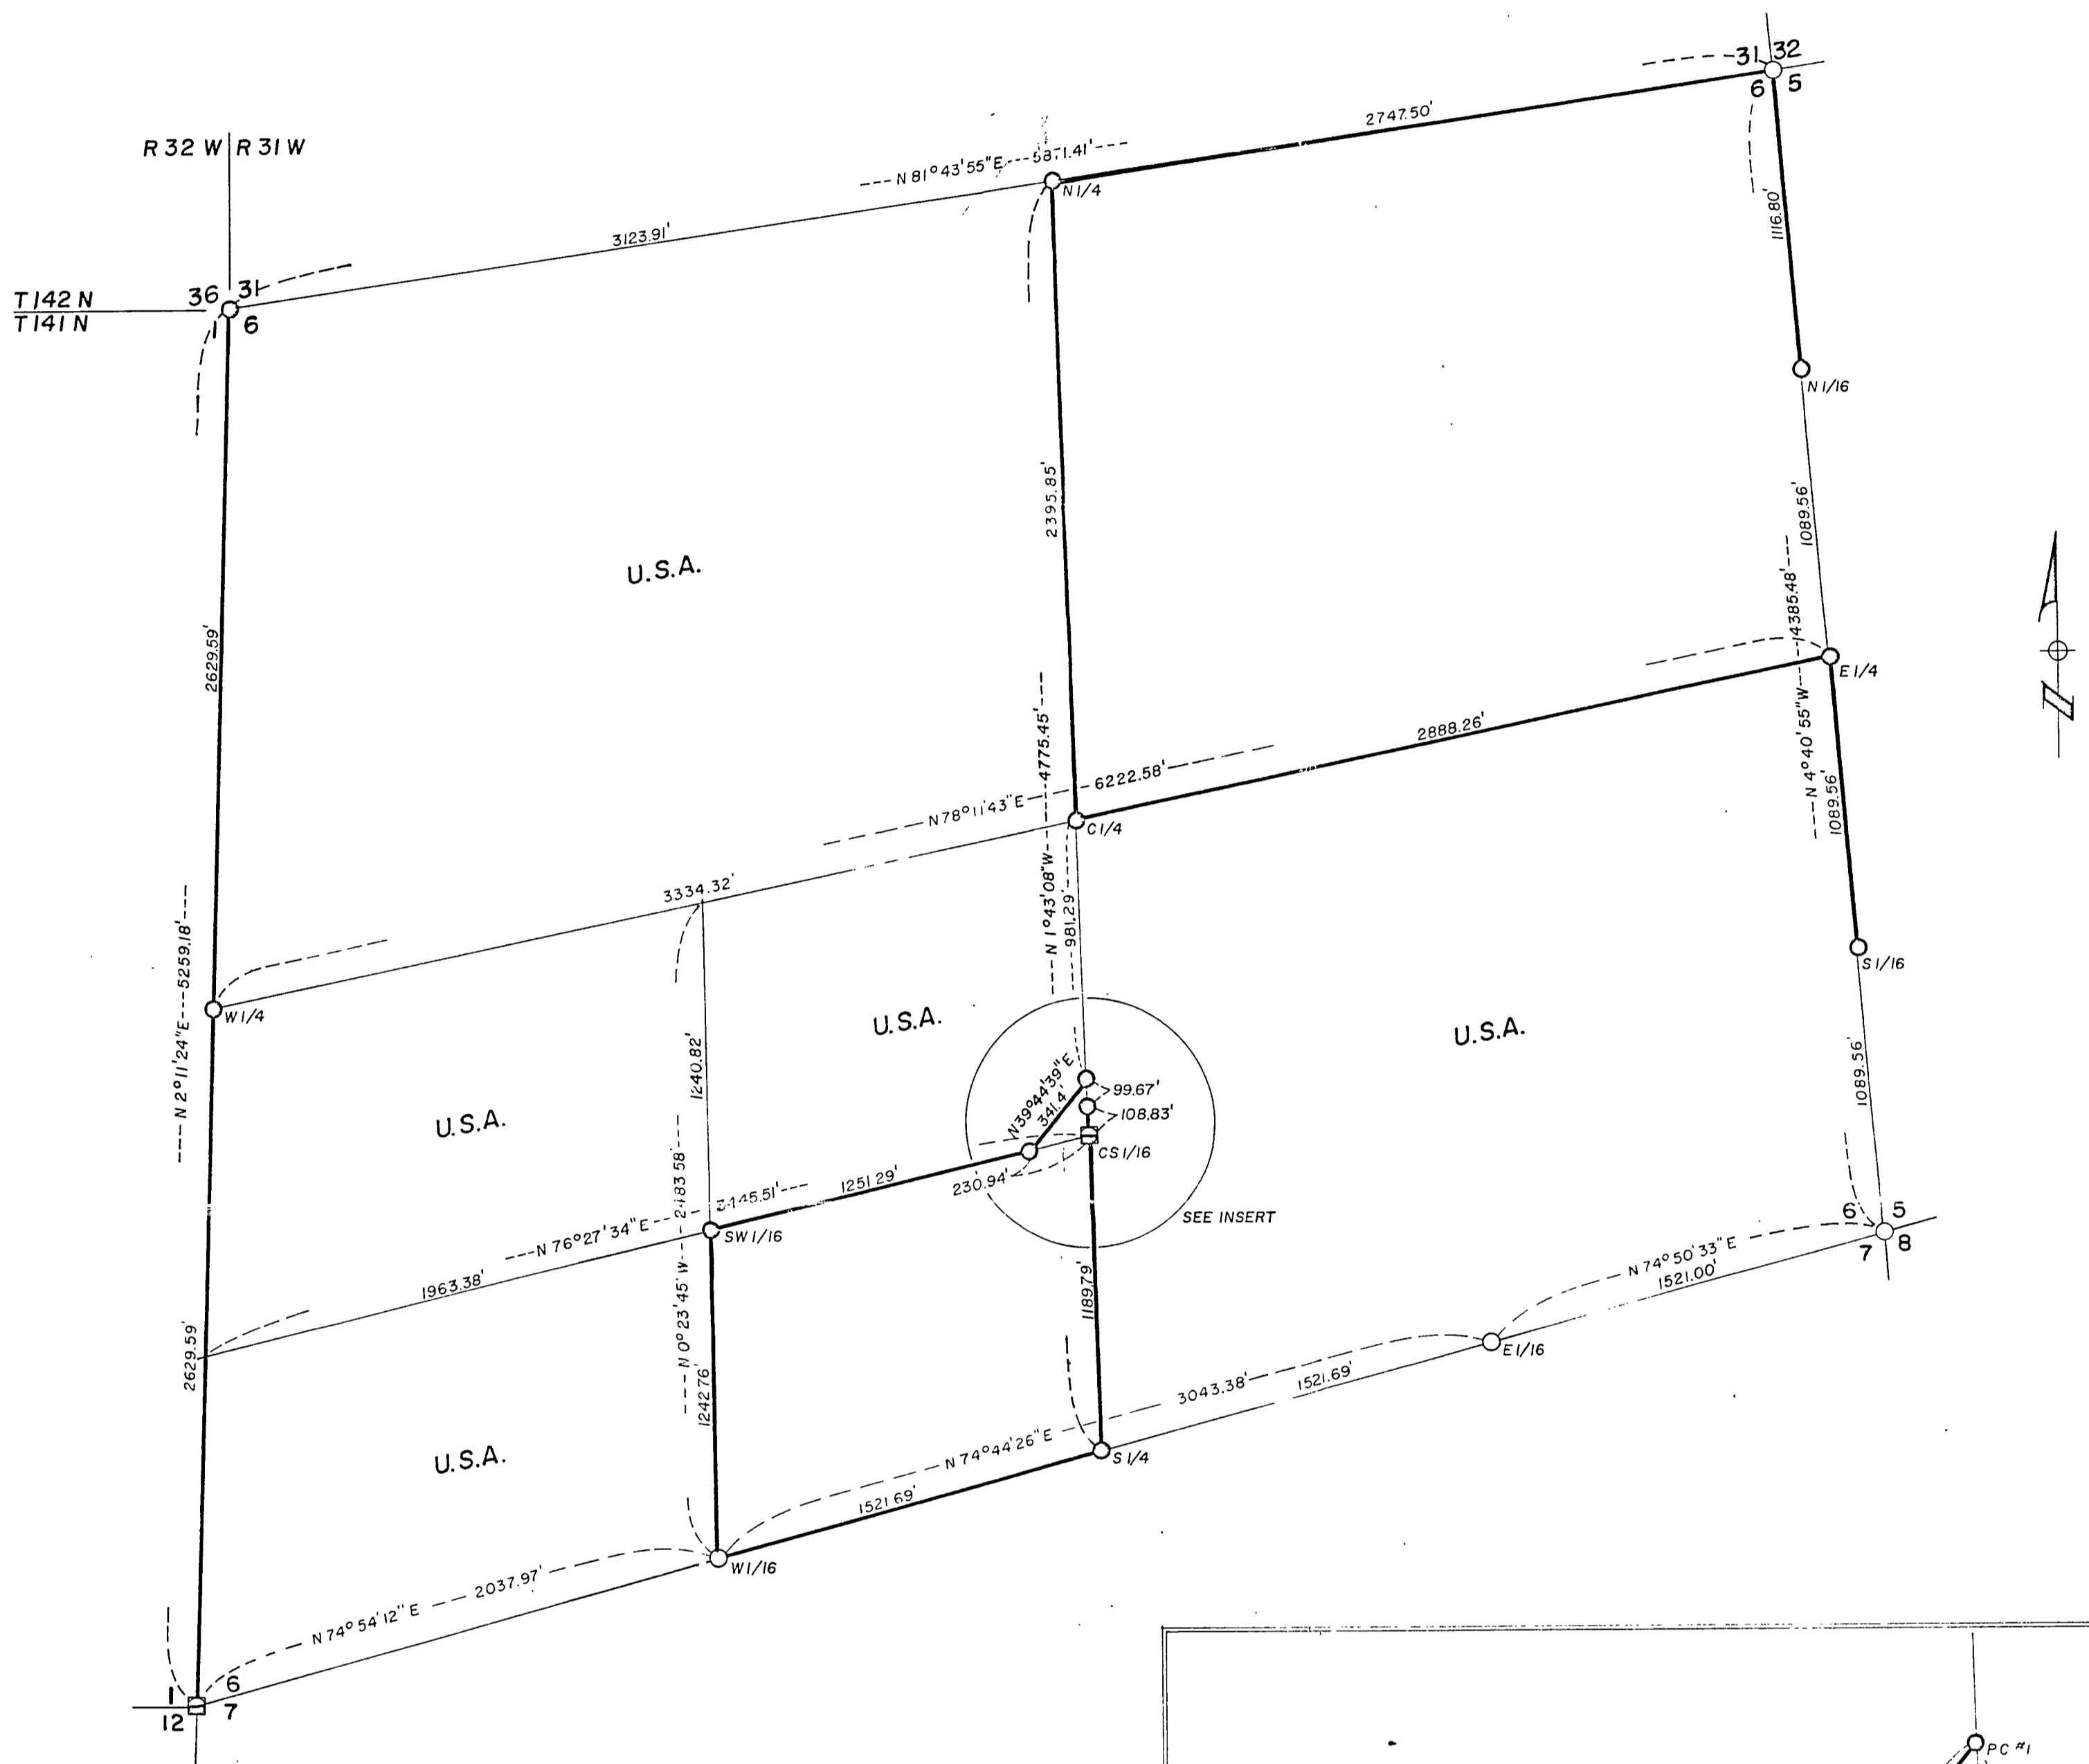 31 32
6 5
2747.50'
R 32 W R 31 W
N 81°43'55"E 5871.41'
N 1/4
1116.80'
3123.91'
36 31
T 142 N
T 141 N
1 6
N 1/16
2395.85'
1089.56'
U.S.A.
4385.48'
2629.59'
E 1/4
N 4°40'55"W
2888.26'
4775.45'
6222.58'
N 78°11'43"E
1089.56'
C 1/4
3334.32'
N 1°43'08"W
981.29'
S 1/16
5259.18'
W 1/4
U.S.A.
U.S.A.
N 2°11'24"E
1240.82'
N 39°44'39"E
341.4'
99.67'
108.83'
1089.56'
U.S.A.
CS 1/16
2483.58'
1251.29'
230.94'
3445.51'
SEE INSERT
6 5
7 8
N 76°27'34"E
SW 1/16
N 74°50'33"E
1521.00'
1963.38'
1189.79'
N 0°23'45"W
2629.59'
E 1/16
1242.76'
3043.38'
1521.69'
N 74°44'26"E
S 1/4
U.S.A.
1521.69'
W 1/16
2037.97'
N 74°54'12"E
1 6
12 7
PC #1